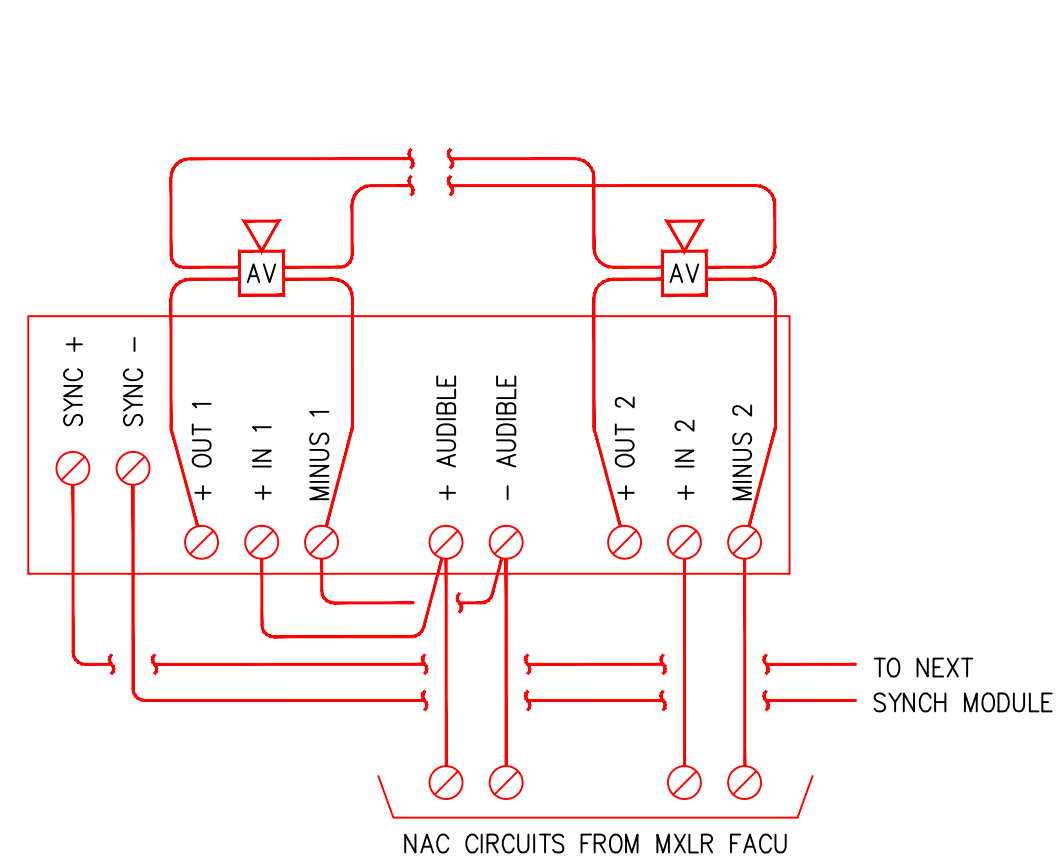 AV
AV
SYNC +
SYNC -
+ OUT 1
+ IN 1
MINUS 1
+ AUDIBLE
- AUDIBLE
+ OUT 2
+ IN 2
MINUS 2
TO NEXT
SYNCH MODULE
NAC CIRCUITS FROM MXLR FACU